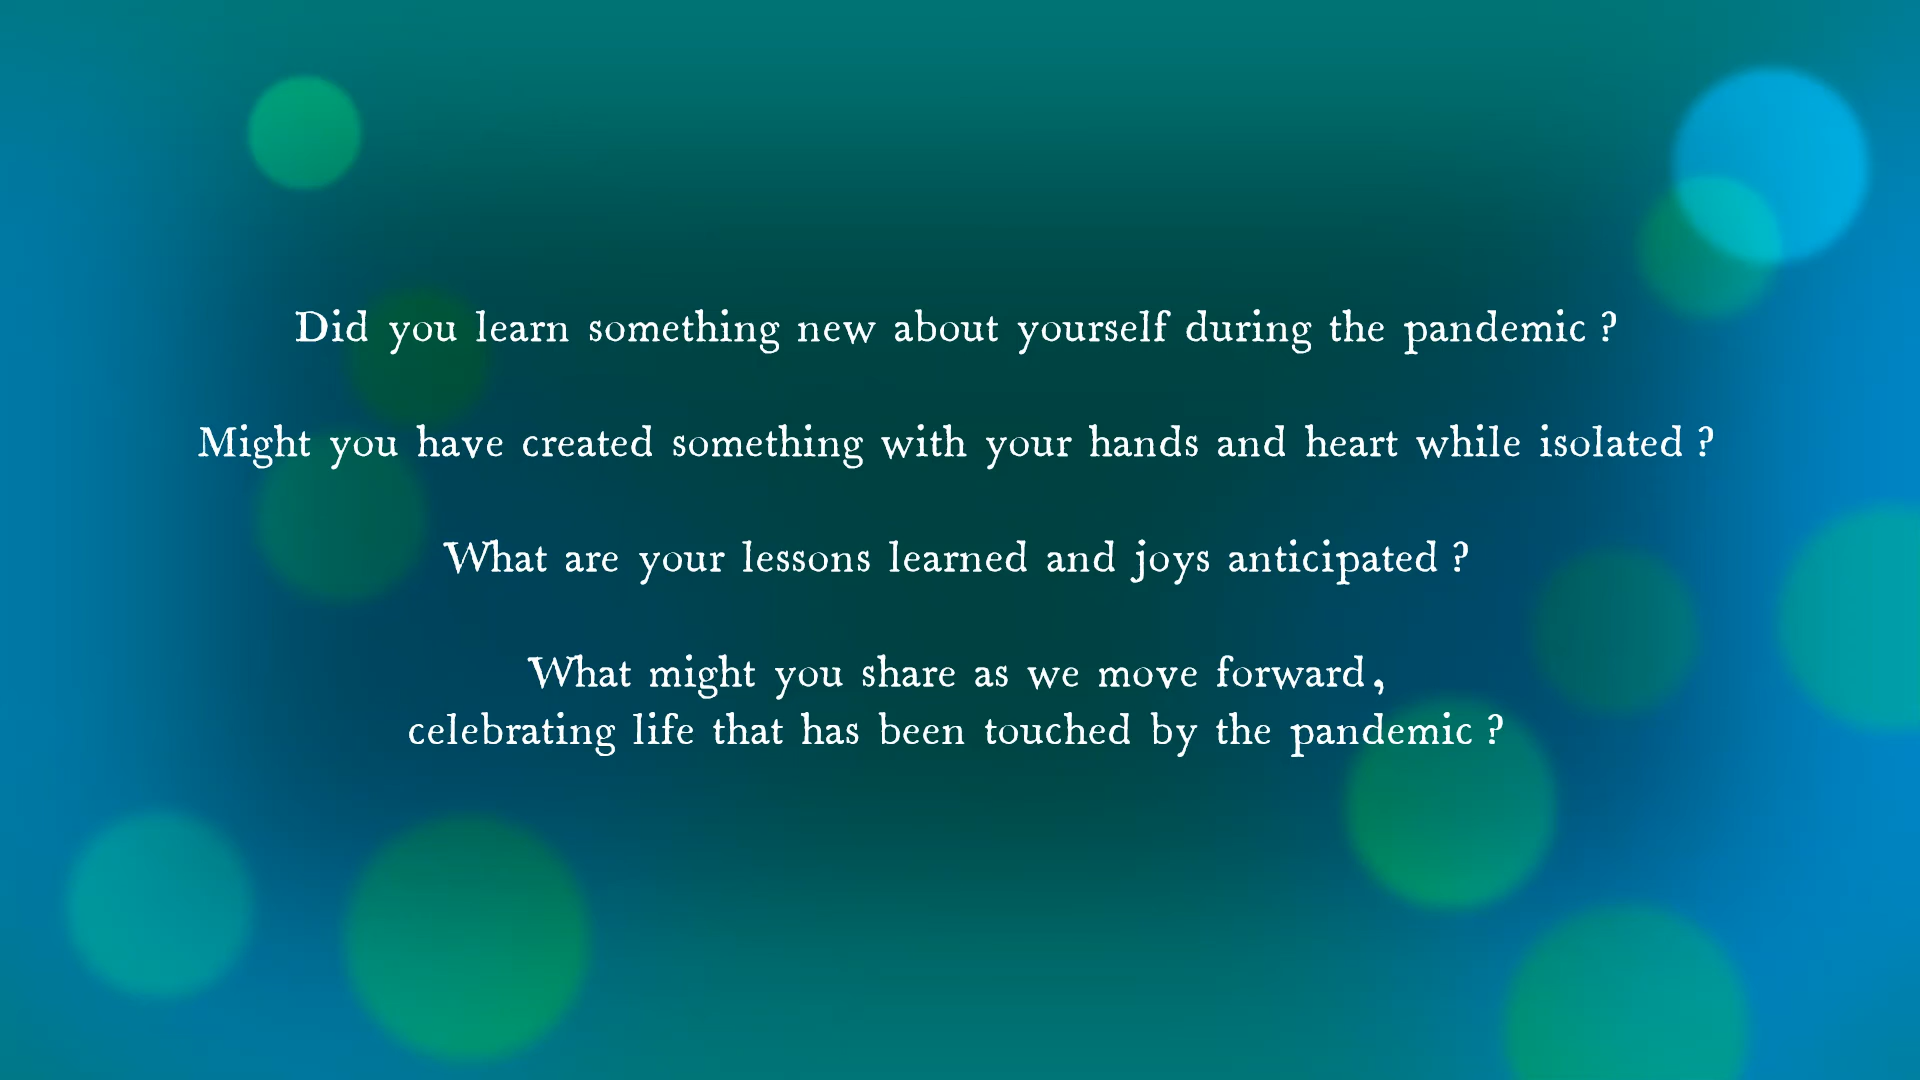 Did you learn something new about yourself during the pandemic ?
Might you have created something with your hands and heart while isolated ?
What are your lessons learned and joys anticipated ?
What might you share as we move forward,
celebrating life that has been touched by the pandemic ?